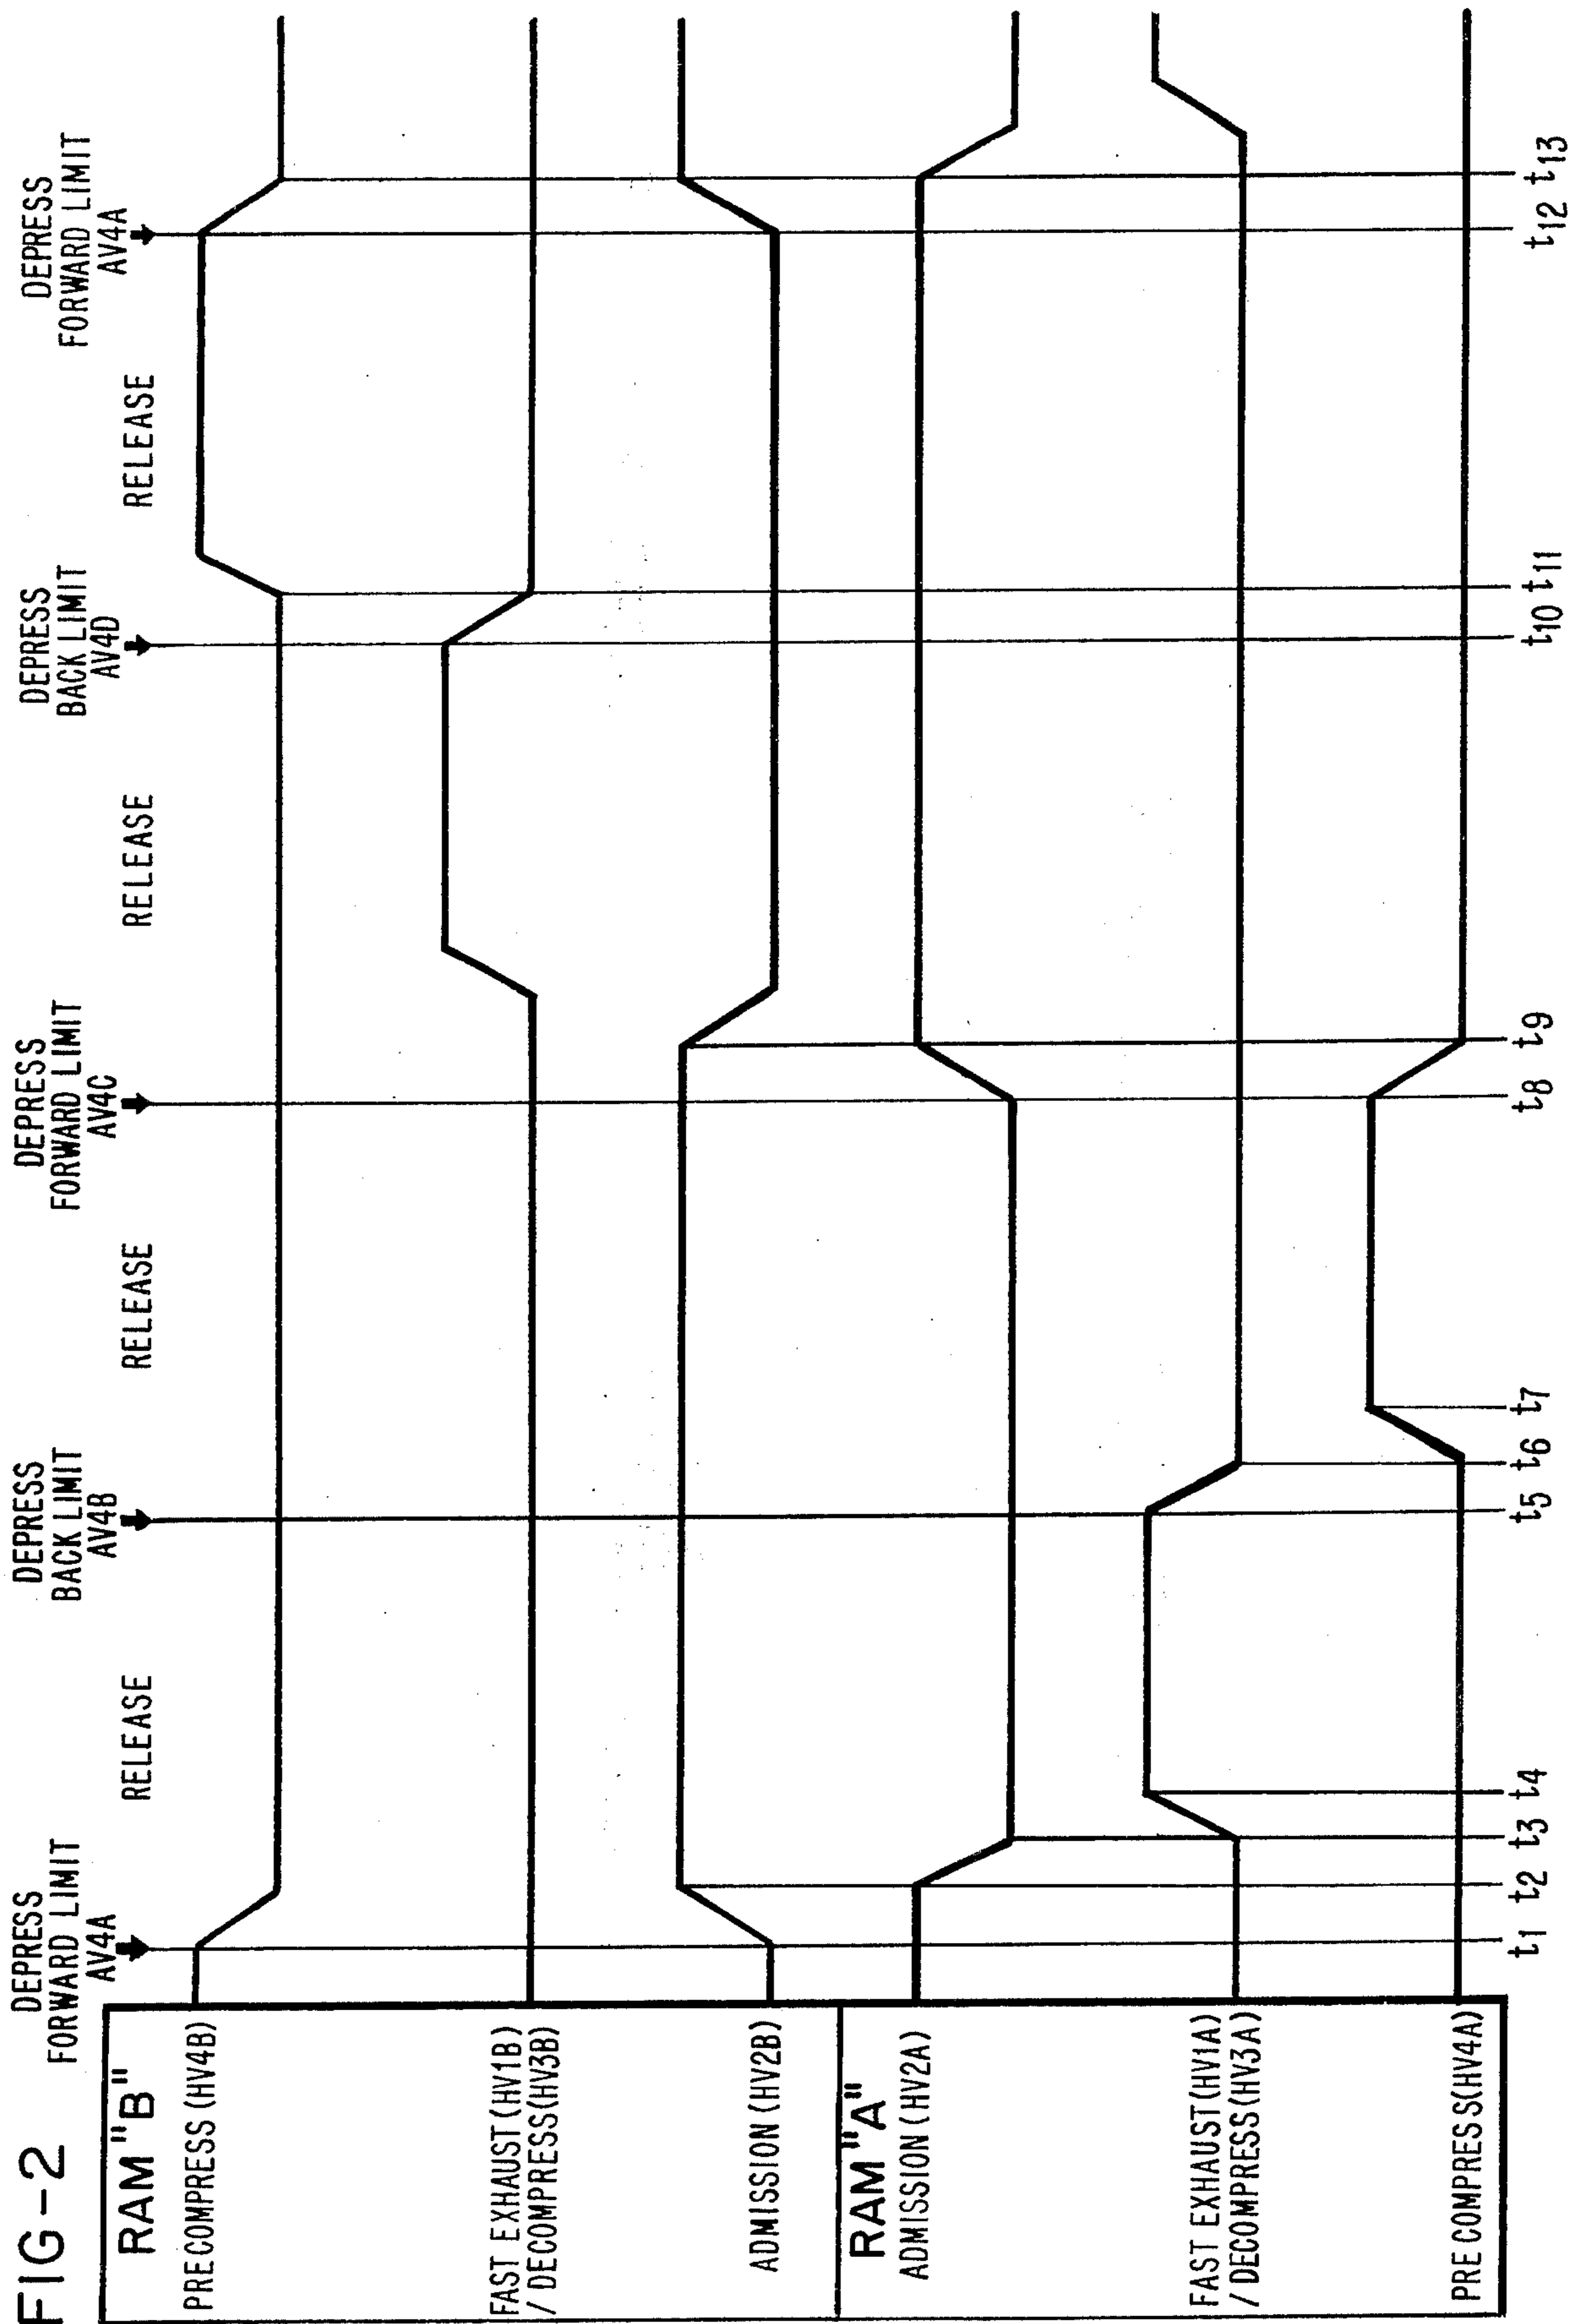 FIG-2
DEPRESS
FORWARD LIMIT
AV4A
RELEASE
DEPRESS
BACK LIMIT
AV4B
RELEASE
DEPRESS
FORWARD LIMIT
AV4C
RELEASE
DEPRESS
BACK LIMIT
AV4D
RELEASE
DEPRESS
FORWARD LIMIT
AV4A
RAM "B"
PRECOMPRESS (HV4B)
FAST EXHAUST (HV1B)
/ DECOMPRESS(HV3B)
ADMISSION (HV2B)
RAM "A"
ADMISSION (HV2A)
FAST EXHAUST(HV1A)
/ DECOMPRESS(HV3A)
PRE COMPRESS(HV4A)
t1 t2 t3 t4 t5 t6 t7 t8 t9 t10 t11 t12 t13